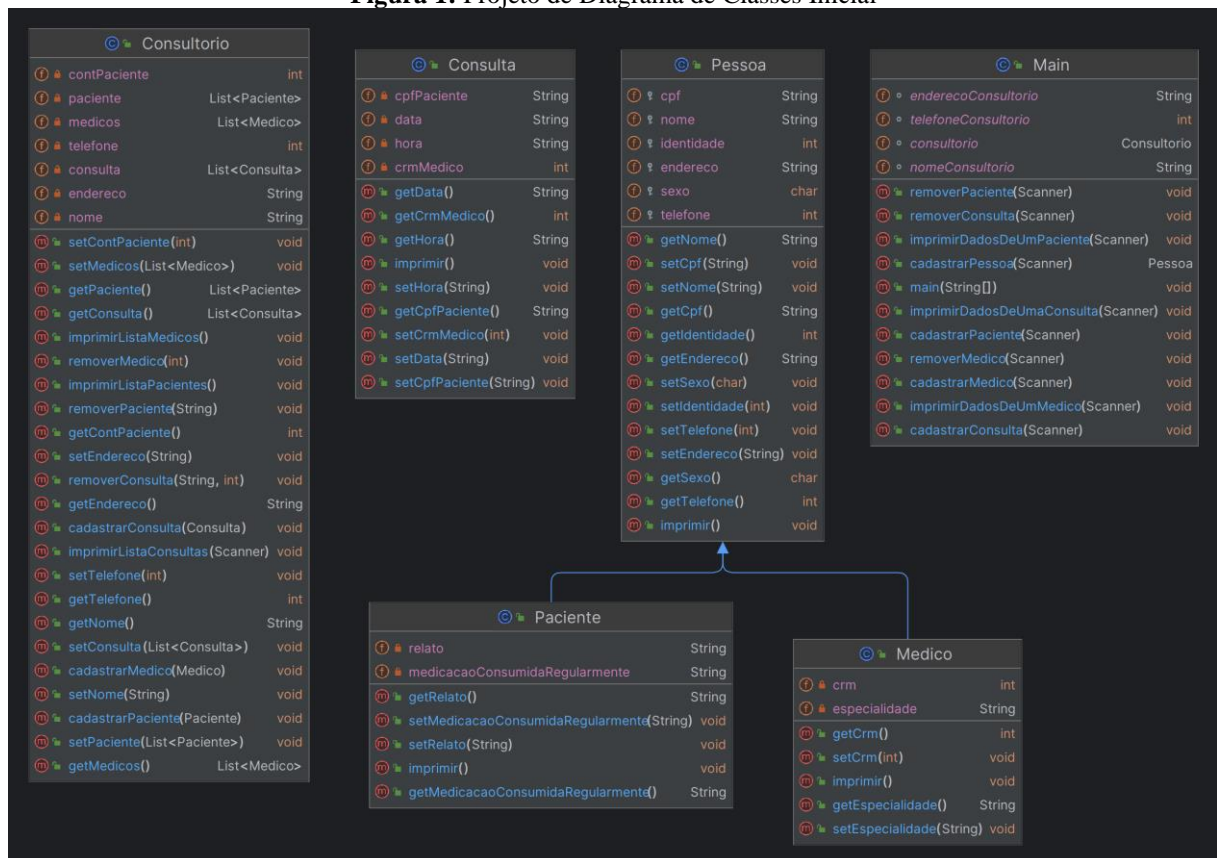 Figura 1: Projeto de Diagrama de Classes Inicial
Consultorio
contPaciente int
paciente List<Paciente>
medicos List<Medico>
telefone int
consulta List<Consulta>
endereco String
nome String
setContPaciente(int) void
setMedicos(List<Medico>) void
getPaciente() List<Paciente>
getConsulta() List<Consulta>
imprimirListaMedicos() void
removerMedico(int) void
imprimirListaPacientes() void
removerPaciente(String) void
getContPaciente() int
setEndereco(String) void
removerConsulta(String, int) void
getEndereco() String
cadastrarConsulta(Consulta) void
imprimirListaConsultas(Scanner) void
setTelefone(int) void
getTelefone() int
getNome() String
setConsulta(List<Consulta>) void
cadastrarMedico(Medico) void
setNome(String) void
cadastrarPaciente(Paciente) void
setPaciente(List<Paciente>) void
getMedicos() List<Medico>
Consulta
cpfPaciente String
data String
hora String
crmMedico int
getData() String
getCrmMedico() int
getHora() String
imprimir() void
setHora(String) void
getCpfPaciente() String
setCrmMedico(int) void
setData(String) void
setCpfPaciente(String) void
Pessoa
cpf String
nome String
identidade int
endereco String
sexo char
telefone int
getNome() String
setCpf(String) void
setNome(String) void
getCpf() String
getIdentidade() int
getEndereco() String
setSexo(char) void
setIdentidade(int) void
setTelefone(int) void
setEndereco(String) void
getSexo() char
getTelefone() int
imprimir() void
Main
enderecoConsultorio String
telefoneConsultorio int
consultorio Consultorio
nomeConsultorio String
removerPaciente(Scanner) void
removerConsulta(Scanner) void
imprimirDadosDeUmPaciente(Scanner) void
cadastrarPessoa(Scanner) Pessoa
main(String[]) void
imprimirDadosDeUmaConsulta(Scanner) void
cadastrarPaciente(Scanner) void
removerMedico(Scanner) void
cadastrarMedico(Scanner) void
imprimirDadosDeUmMedico(Scanner) void
cadastrarConsulta(Scanner) void
Paciente
relato String
medicacaoConsumidaRegularmente String
getRelato() String
setMedicacaoConsumidaRegularmente(String) void
setRelato(String) void
imprimir() void
getMedicacaoConsumidaRegularmente() String
Medico
crm int
especialidade String
getCrm() int
setCrm(int) void
imprimir() void
getEspecialidade() String
setEspecialidade(String) void